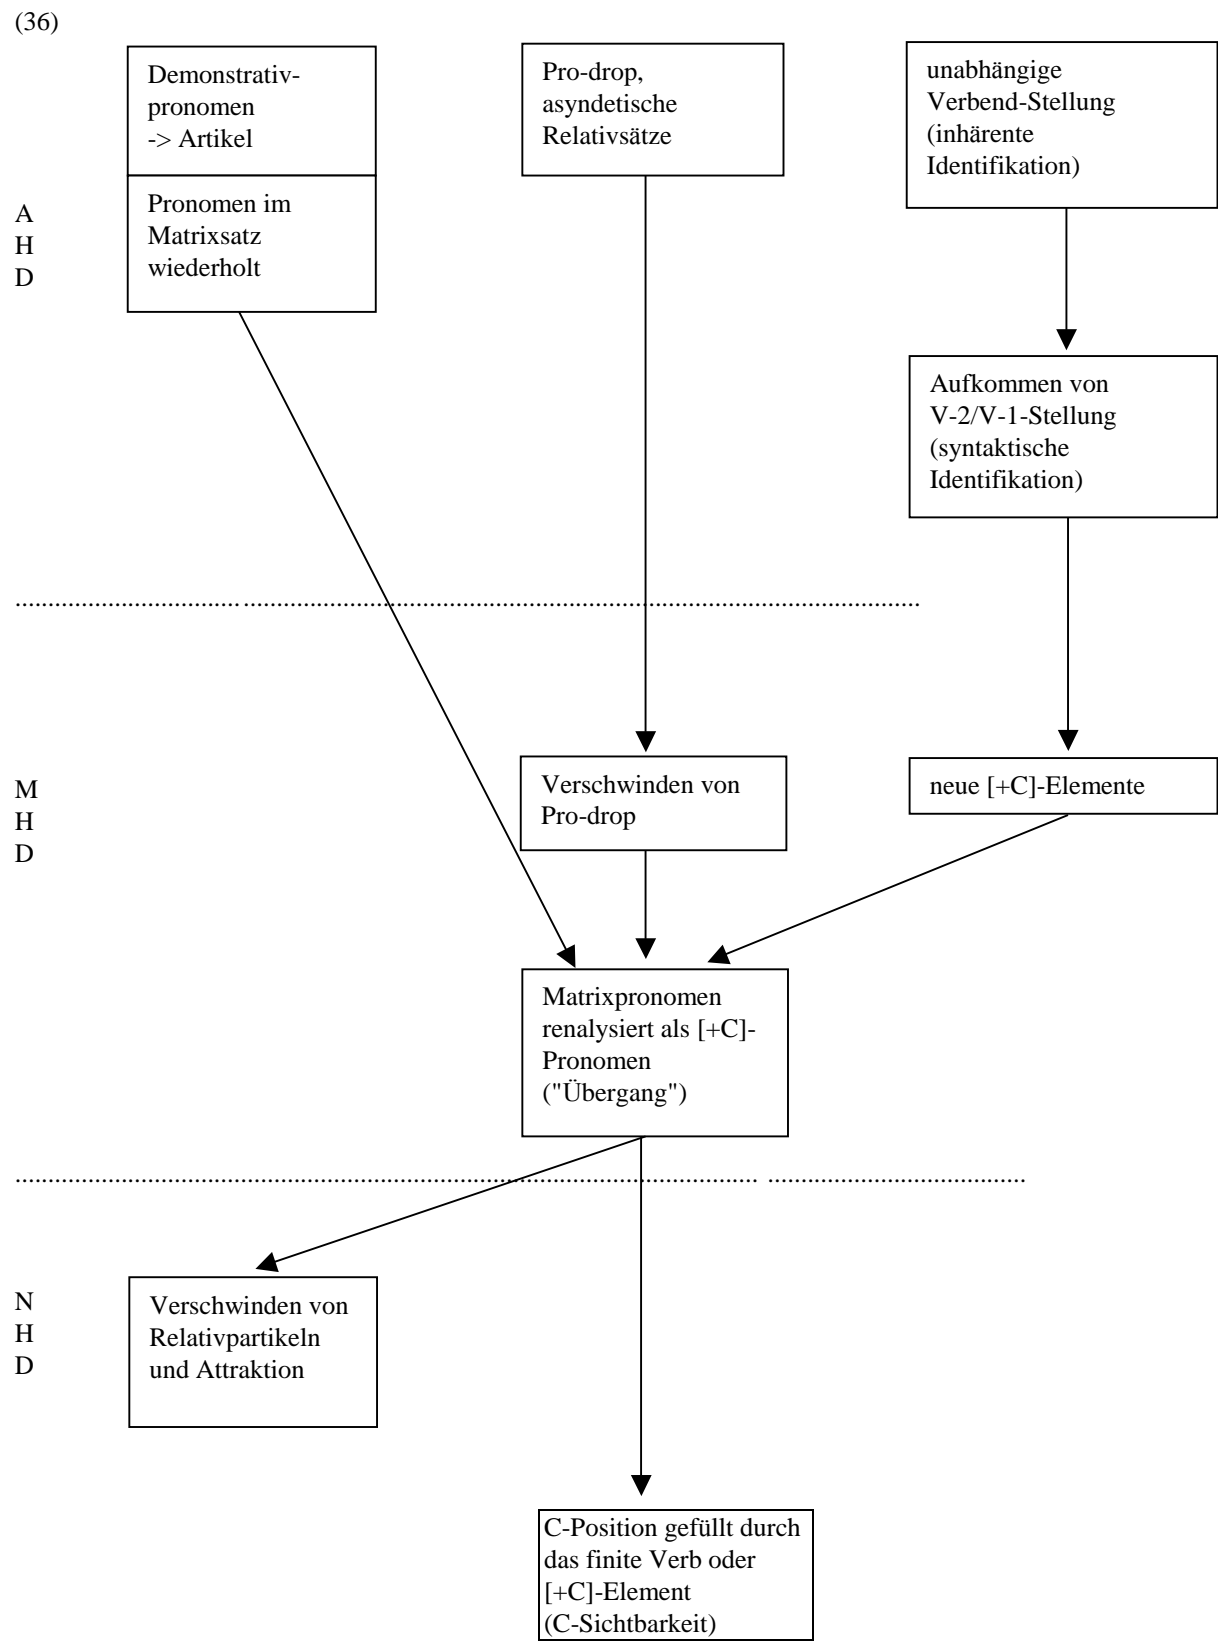 (36)
Demonstrativ-
pronomen
-> Artikel
Pro-drop,
asyndetische
Relativsätze
unabhängige
Verbend-Stellung
(inhärente
Identifikation)
A
H
D
Pronomen im
Matrixsatz
wiederholt
Aufkommen von
V-2/V-1-Stellung
(syntaktische
Identifikation)
M
H
D
Verschwinden von
Pro-drop
neue [+C]-Elemente
Matrixpronomen
renalysiert als [+C]-
Pronomen
("Übergang")
N
H
D
Verschwinden von
Relativpartikeln
und Attraktion
C-Position gefüllt durch
das finite Verb oder
[+C]-Element
(C-Sichtbarkeit)